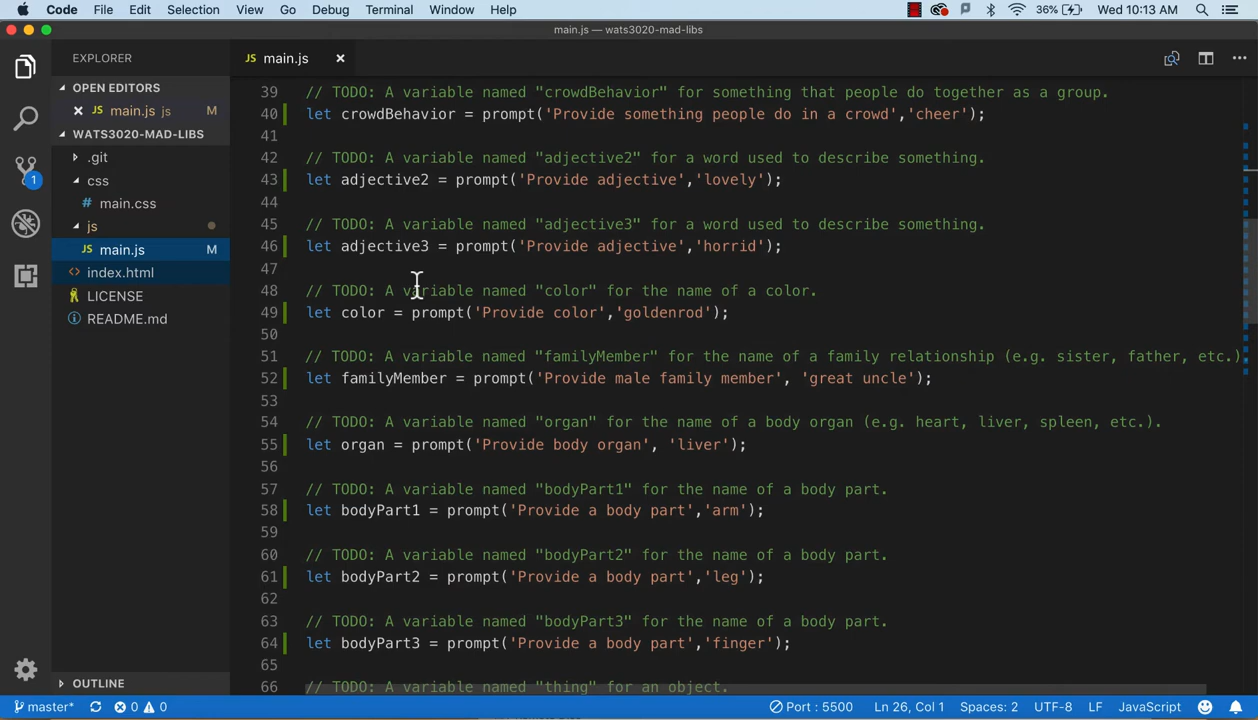 Code File Edit Selection View Go Debug Terminal Window Help 36% Wed 10:13 AM
main.js — wats3020-mad-libs
EXPLORER
JS main.js
OPEN EDITORS
JS main.js js M
WATS3020-MAD-LIBS
.git
css
# main.css
js
JS main.js M
<> index.html
LICENSE
README.md
OUTLINE
1
39 // TODO: A variable named "crowdBehavior" for something that people do together as a group.
40 let crowdBehavior = prompt('Provide something people do in a crowd','cheer');
41
42 // TODO: A variable named "adjective2" for a word used to describe something.
43 let adjective2 = prompt('Provide adjective','lovely');
44
45 // TODO: A variable named "adjective3" for a word used to describe something.
46 let adjective3 = prompt('Provide adjective','horrid');
47
48 // TODO: A variable named "color" for the name of a color.
49 let color = prompt('Provide color','goldenrod');
50
51 // TODO: A variable named "familyMember" for the name of a family relationship (e.g. sister, father, etc.)
52 let familyMember = prompt('Provide male family member', 'great uncle');
53
54 // TODO: A variable named "organ" for the name of a body organ (e.g. heart, liver, spleen, etc.).
55 let organ = prompt('Provide body organ', 'liver');
56
57 // TODO: A variable named "bodyPart1" for the name of a body part.
58 let bodyPart1 = prompt('Provide a body part','arm');
59
60 // TODO: A variable named "bodyPart2" for the name of a body part.
61 let bodyPart2 = prompt('Provide a body part','leg');
62
63 // TODO: A variable named "bodyPart3" for the name of a body part.
64 let bodyPart3 = prompt('Provide a body part','finger');
65
66 // TODO: A variable named "thing" for an object.
master* 0 0 Port : 5500 Ln 26, Col 1 Spaces: 2 UTF-8 LF JavaScript